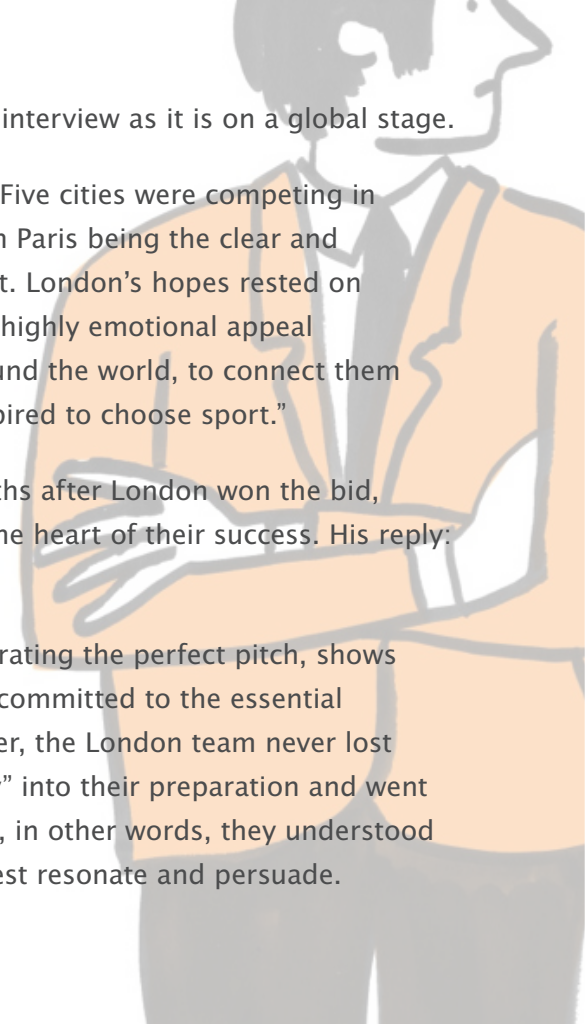 interview as it is on a global stage.
Five cities were competing in
Paris being the clear and
t. London’s hopes rested on
highly emotional appeal
und the world, to connect them
pired to choose sport.”
ths after London won the bid,
heart of their success. His reply:
rating the perfect pitch, shows
committed to the essential
er, the London team never lost
” into their preparation and went
, in other words, they understood
est resonate and persuade.